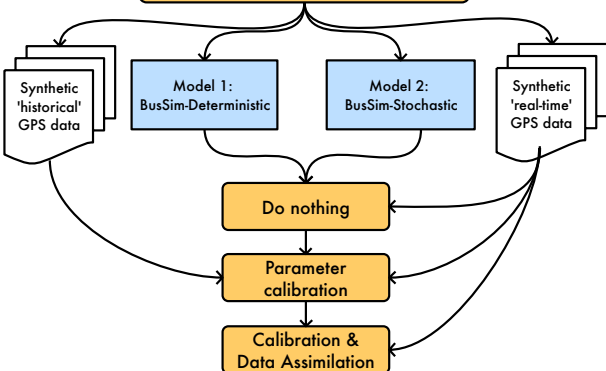 Synthetic
'historical'
GPS data
Model 1:
BusSim-Deterministic
Model 2:
BusSim-Stochastic
Synthetic
'real-time'
GPS data
Do nothing
Parameter
calibration
Calibration &
Data Assimilation